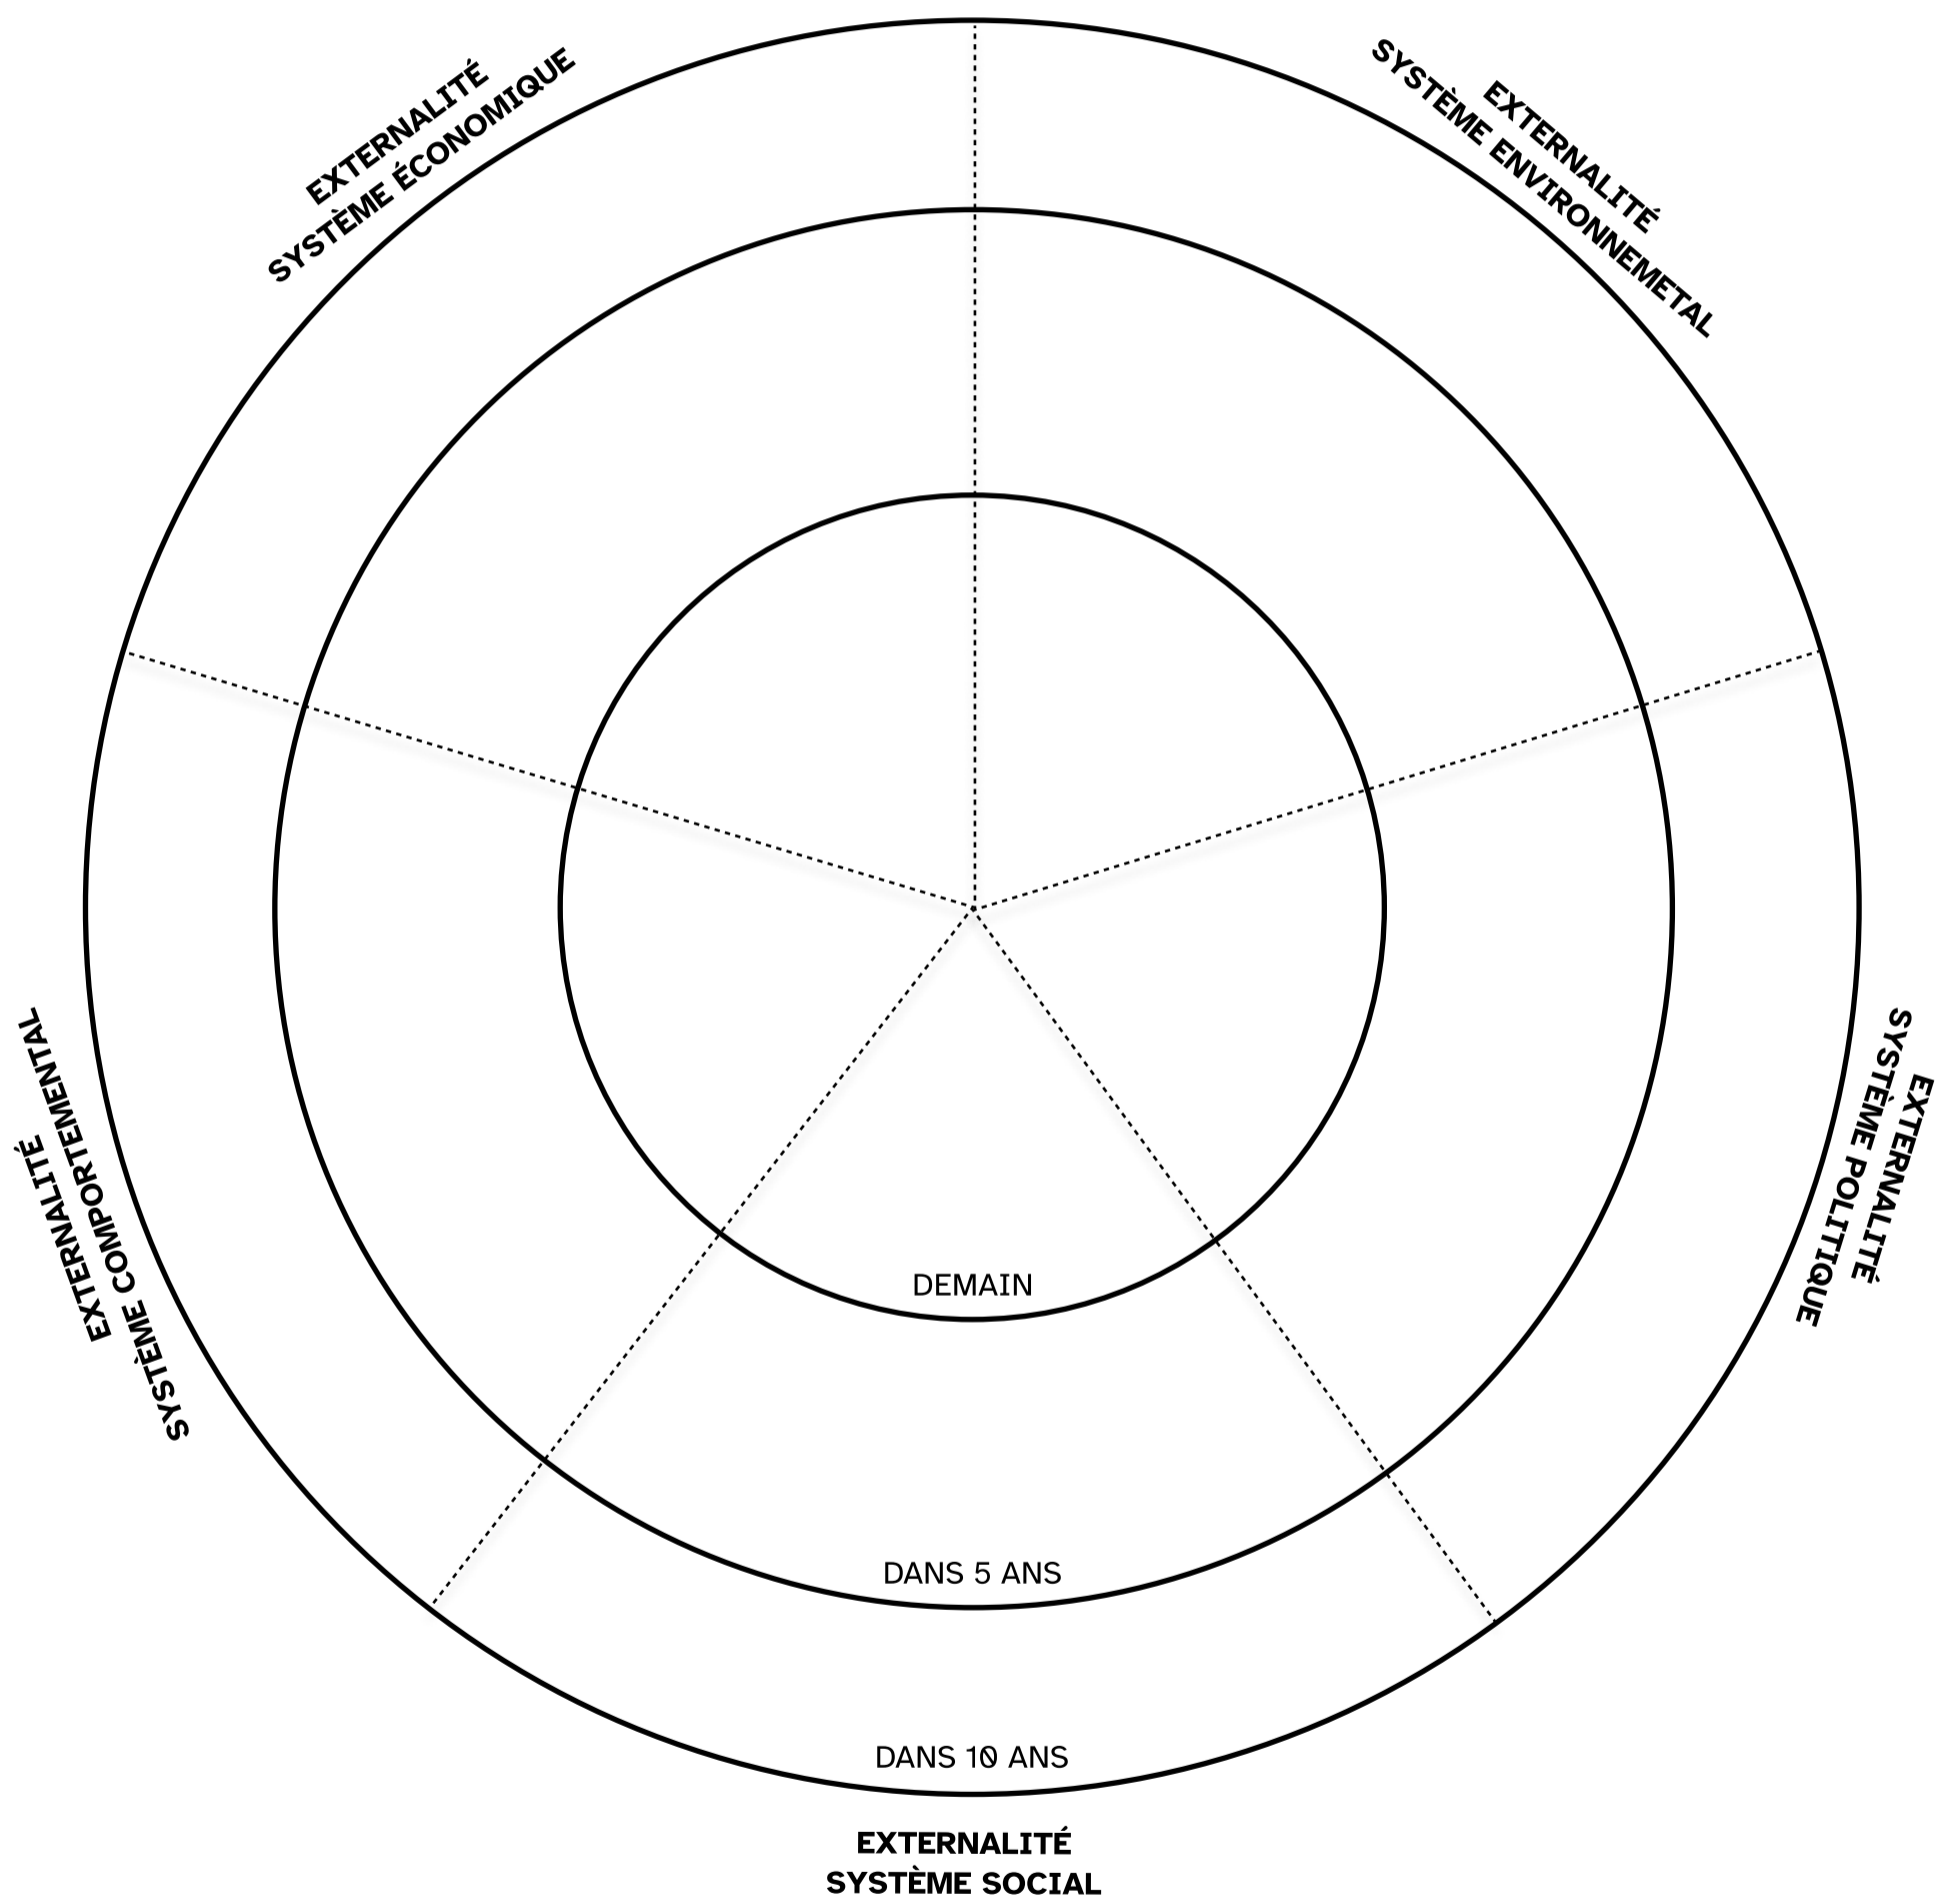 EXTERNALITÉ
SYSTÈME ÉCONOMIQUE
EXTERNALITÉ
SYSTÈME ENVIRONNEMETAL
EXTERNALITÉ
SYSTÈME POLITIQUE
EXTERNALITÉ
SYSTÈME COMPORTEMENTAL
DEMAIN
DANS 5 ANS
DANS 10 ANS
EXTERNALITÉ
SYSTÈME SOCIAL